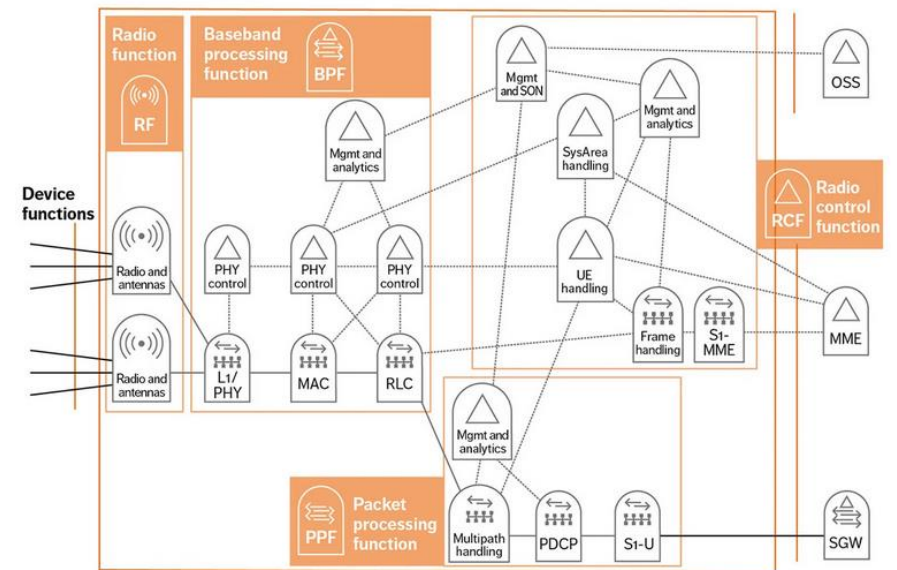 Radio
function
RF
Baseband
processing
function
BPF
Mgmt
and SON
OSS
Mgmt and
analytics
SysArea
handling
Mgmt and
analytics
Device
functions
RCF
Radio
control
function
Radio and
antennas
PHY
control
PHY
control
PHY
control
UE
handling
Frame
handling
S1-
MME
MME
Radio and
antennas
L1/
PHY
MAC
RLC
Mgmt and
analytics
PPF
Packet
processing
function
Multipath
handling
PDCP
S1-U
SGW